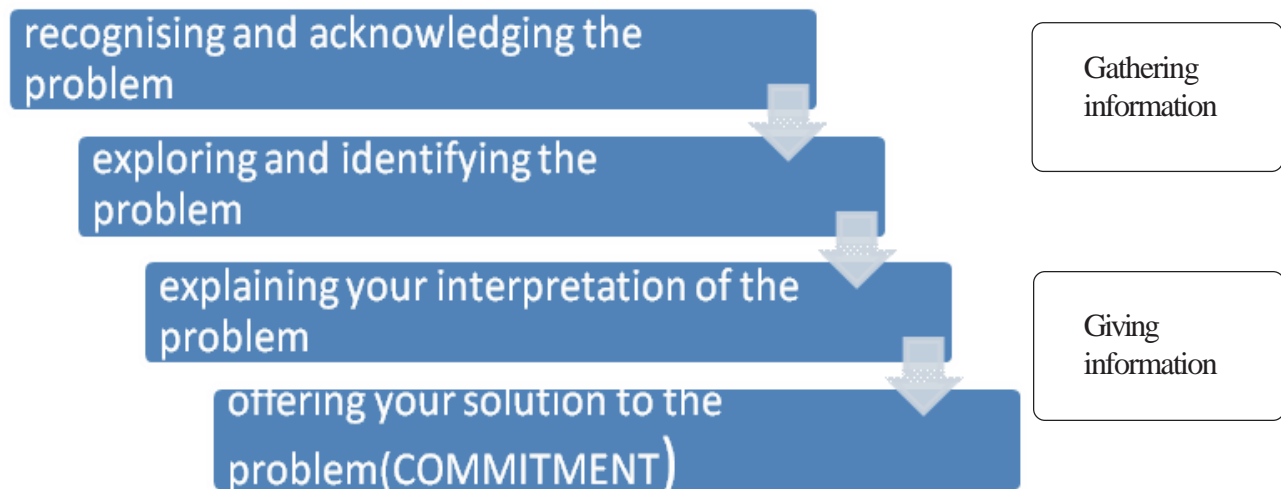 recognising and acknowledging the
problem
Gathering
information
exploring and identifying the
problem
explaining your interpretation of the
problem
Giving
information
offering your solution to the
problem(COMMITMENT)